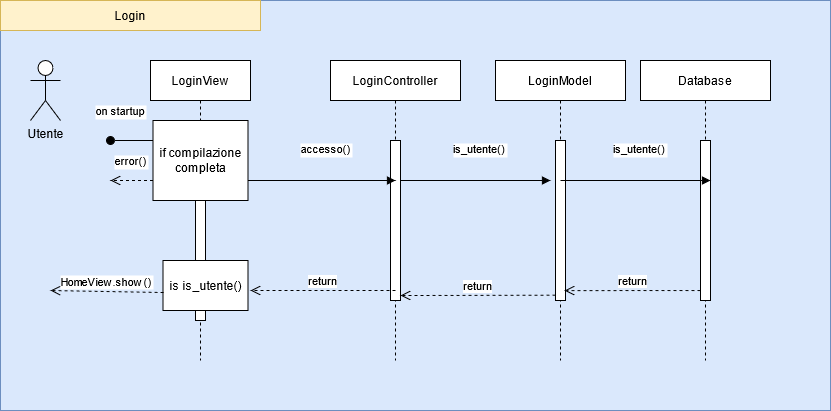 Login
LoginView
LoginController
LoginModel
Database
Utente
on startup
error()
if compilazione
completa
accesso()
is_utente()
is_utente()
HomeView.show()
is is_utente()
return
return
return